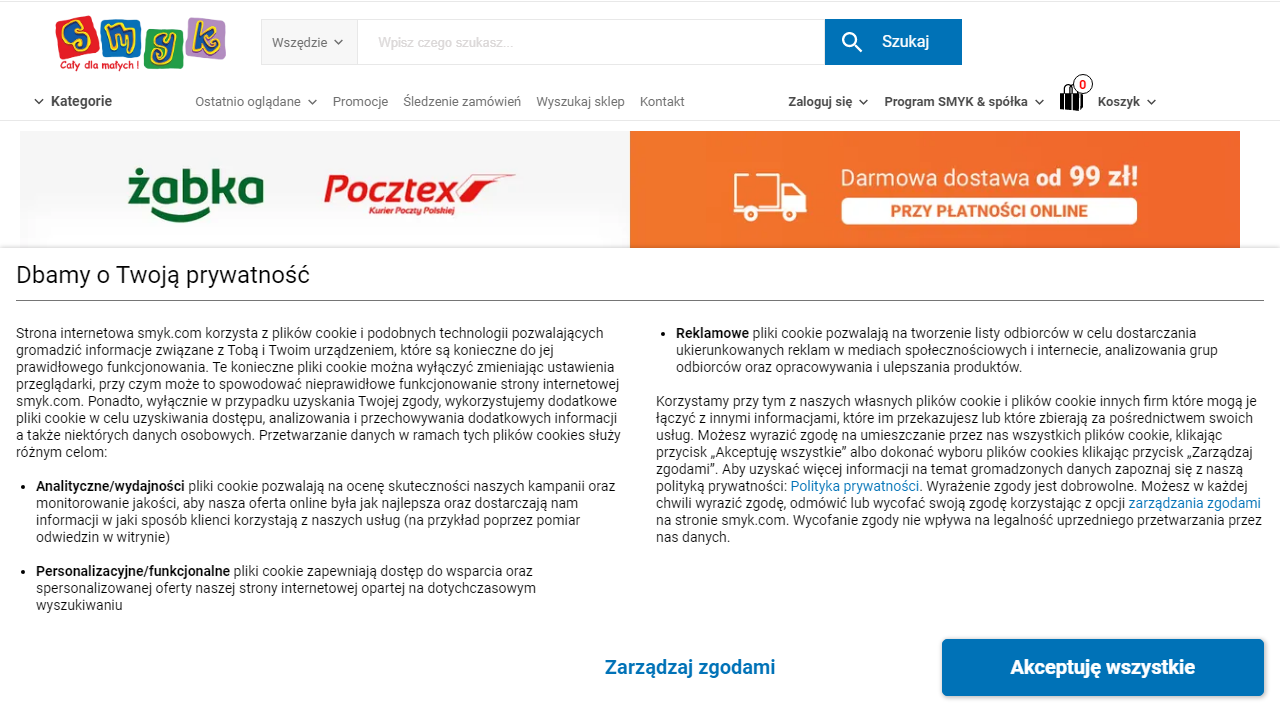 smyk
Cały dla małych !
Wszędzie
Wpisz czego szukasz...
Szukaj
Kategorie
Ostatnio oglądane
Promocje
Śledzenie zamówień
Wyszukaj sklep
Kontakt
Zaloguj się
Program SMYK & spółka
0
Koszyk
żabka
Pocztex
Kurier Poczty Polskiej
Darmowa dostawa od 99 zł!
PRZY PŁATNOŚCI ONLINE
Dbamy o Twoją prywatność
Strona internetowa smyk.com korzysta z plików cookie i podobnych technologii pozwalających
gromadzić informacje związane z Tobą i Twoim urządzeniem, które są konieczne do jej
prawidłowego funkcjonowania. Te konieczne pliki cookie można wyłączyć zmieniając ustawienia
przeglądarki, przy czym może to spowodować nieprawidłowe funkcjonowanie strony internetowej
smyk.com. Ponadto, wyłącznie w przypadku uzyskania Twojej zgody, wykorzystujemy dodatkowe
pliki cookie w celu uzyskiwania dostępu, analizowania i przechowywania dodatkowych informacji
a także niektórych danych osobowych. Przetwarzanie danych w ramach tych plików cookies służy
różnym celom:
• Analityczne/wydajności pliki cookie pozwalają na ocenę skuteczności naszych kampanii oraz
monitorowanie jakości, aby nasza oferta online była jak najlepsza oraz dostarczają nam
informacji w jaki sposób klienci korzystają z naszych usług (na przykład poprzez pomiar
odwiedzin w witrynie)
• Personalizacyjne/funkcjonalne pliki cookie zapewniają dostęp do wsparcia oraz
spersonalizowanej oferty naszej strony internetowej opartej na dotychczasowym
wyszukiwaniu
• Reklamowe pliki cookie pozwalają na tworzenie listy odbiorców w celu dostarczania
ukierunkowanych reklam w mediach społecznościowych i internecie, analizowania grup
odbiorców oraz opracowywania i ulepszania produktów.
Korzystamy przy tym z naszych własnych plików cookie i plików cookie innych firm które mogą je
łączyć z innymi informacjami, które im przekazujesz lub które zbierają za pośrednictwem swoich
usług. Możesz wyrazić zgodę na umieszczanie przez nas wszystkich plików cookie, klikając
przycisk „Akceptuję wszystkie” albo dokonać wyboru plików cookies klikając przycisk „Zarządzaj
zgodami”. Aby uzyskać więcej informacji na temat gromadzonych danych zapoznaj się z naszą
polityką prywatności: Polityka prywatności. Wyrażenie zgody jest dobrowolne. Możesz w każdej
chwili wyrazić zgodę, odmówić lub wycofać swoją zgodę korzystając z opcji zarządzania zgodami
na stronie smyk.com. Wycofanie zgody nie wpływa na legalność uprzedniego przetwarzania przez
nas danych.
Zarządzaj zgodami
Akceptuję wszystkie